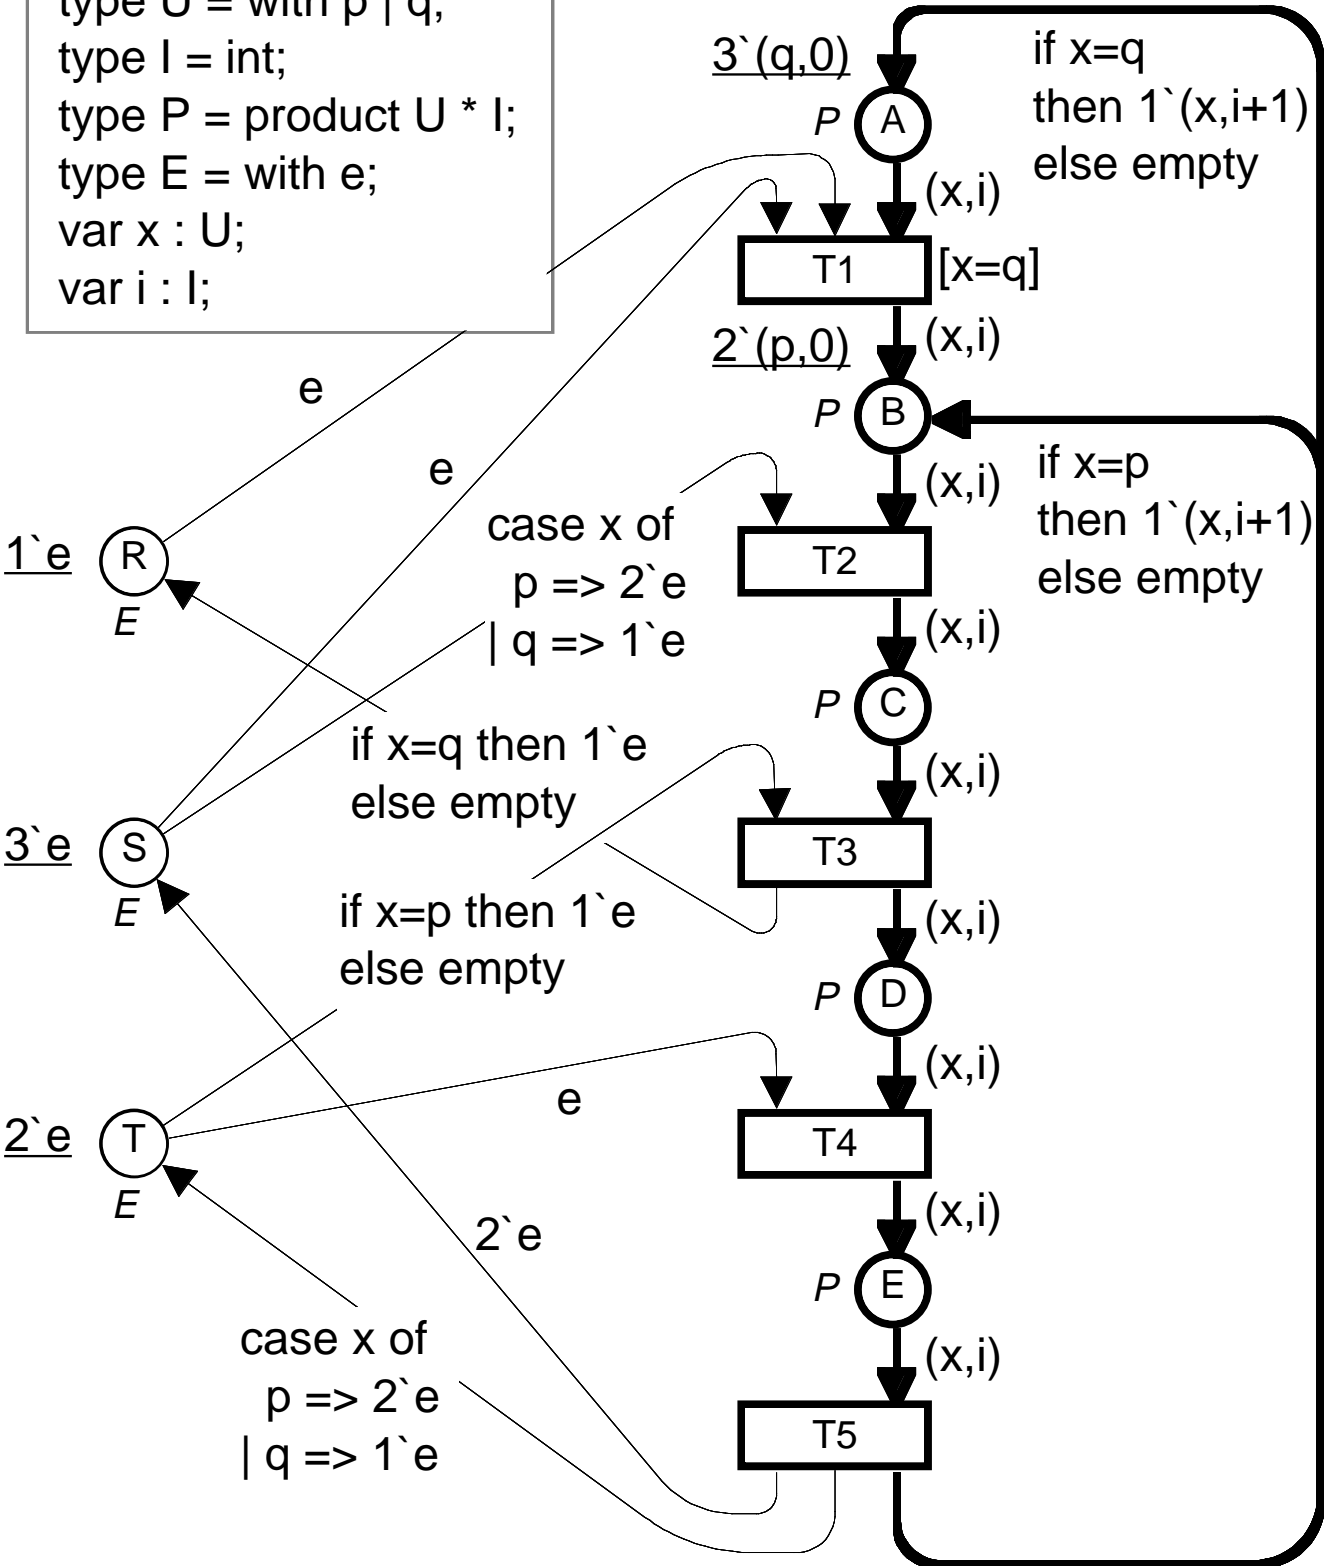 type U = with p | q;
type I = int;
type P = product U * I;
type E = with e;
var x : U;
var i : I;
3`(q,0)
P
A
if x=q
then 1`(x,i+1)
else empty
(x,i)
T1
[x=q]
2`(p,0)
(x,i)
P
B
if x=p
then 1`(x,i+1)
else empty
(x,i)
e
e
case x of
p => 2`e
| q => 1`e
T2
1`e
R
E
(x,i)
P
C
if x=q then 1`e
else empty
(x,i)
3`e
S
E
T3
if x=p then 1`e
else empty
(x,i)
P
D
(x,i)
e
2`e
T
E
T4
(x,i)
2`e
P
E
(x,i)
case x of
p => 2`e
| q => 1`e
T5